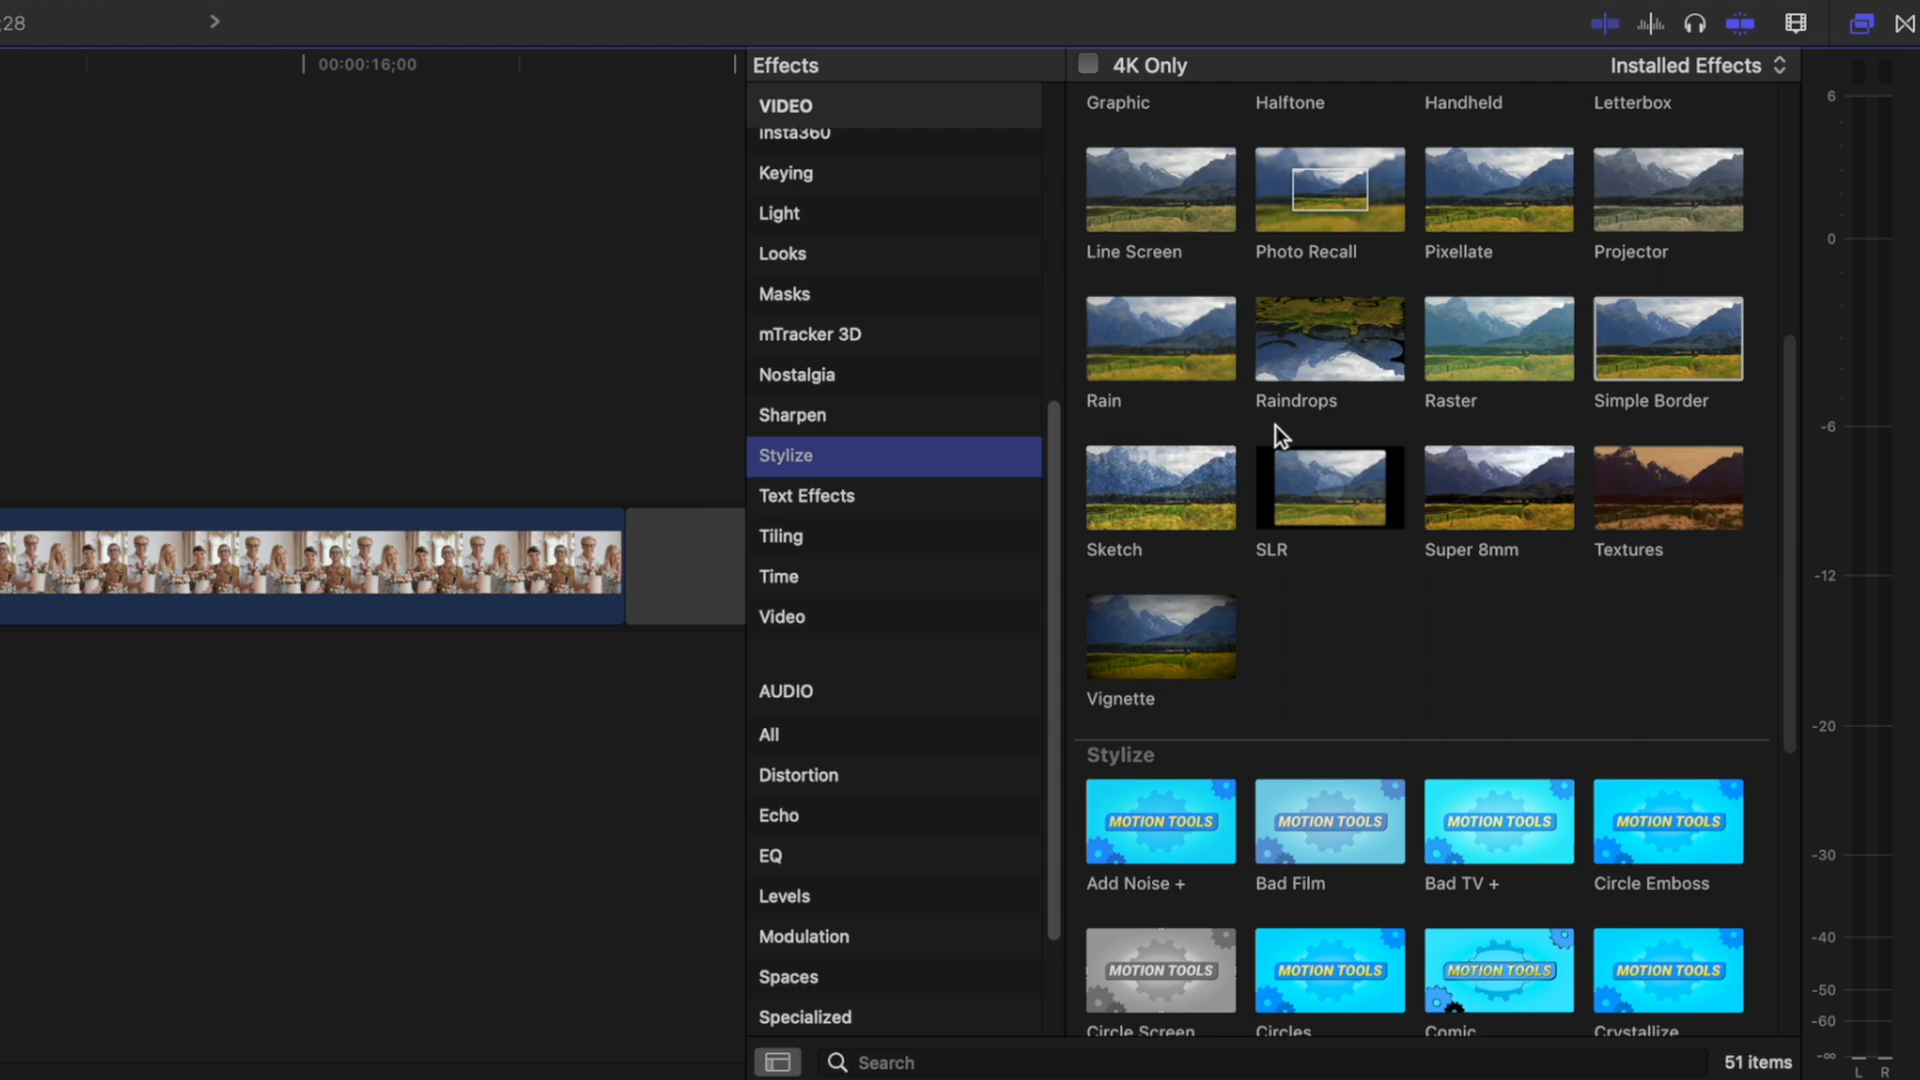 ;28
00:00:16;00
Effects
4K Only
Installed Effects
VIDEO
Insta360
Keying
Light
Looks
Masks
mTracker 3D
Nostalgia
Sharpen
Stylize
Text Effects
Tiling
Time
Video
AUDIO
All
Distortion
Echo
EQ
Levels
Modulation
Spaces
Specialized
Graphic
Halftone
Handheld
Letterbox
Line Screen
Photo Recall
Pixellate
Projector
Rain
Raindrops
Raster
Simple Border
Sketch
SLR
Super 8mm
Textures
Vignette
Stylize
MOTION TOOLS
MOTION TOOLS
MOTION TOOLS
MOTION TOOLS
Add Noise +
Bad Film
Bad TV +
Circle Emboss
MOTION TOOLS
MOTION TOOLS
MOTION TOOLS
MOTION TOOLS
Circle Screen
Circles
Comic
Crystallize
Search
51 items
6
0
-6
-12
-20
-30
-40
-50
-60
-∞
L R